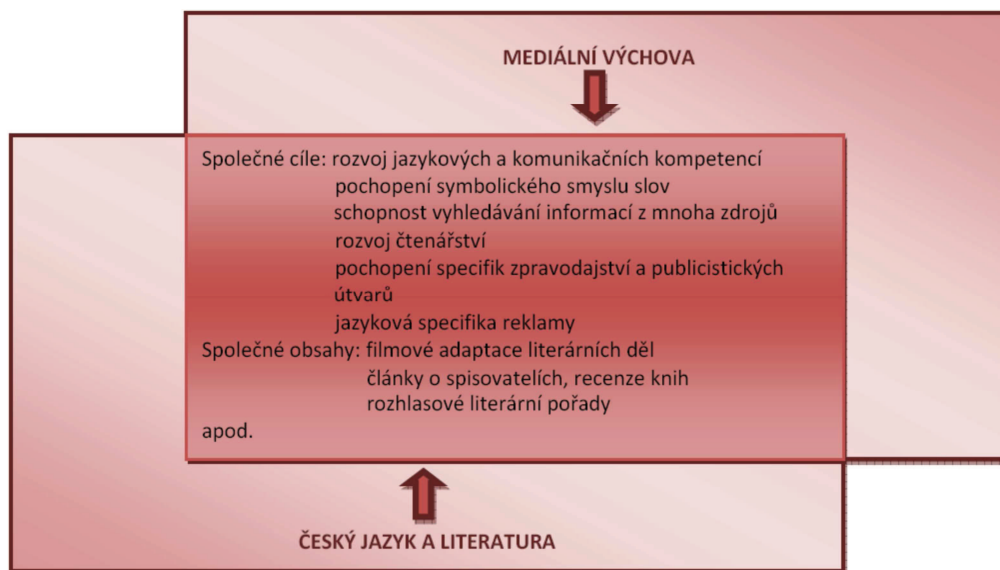 MEDIÁLNÍ VÝCHOVA
Společné cíle: rozvoj jazykových a komunikačních kompetencí
pochopení symbolického smyslu slov
schopnost vyhledávání informací z mnoha zdrojů
rozvoj čtenářství
pochopení specifik zpravodajství a publicistických
útvarů
jazyková specifika reklamy
Společné obsahy: filmové adaptace literárních děl
články o spisovatelích, recenze knih
rozhlasové literární pořady
apod.
ČESKÝ JAZYK A LITERATURA